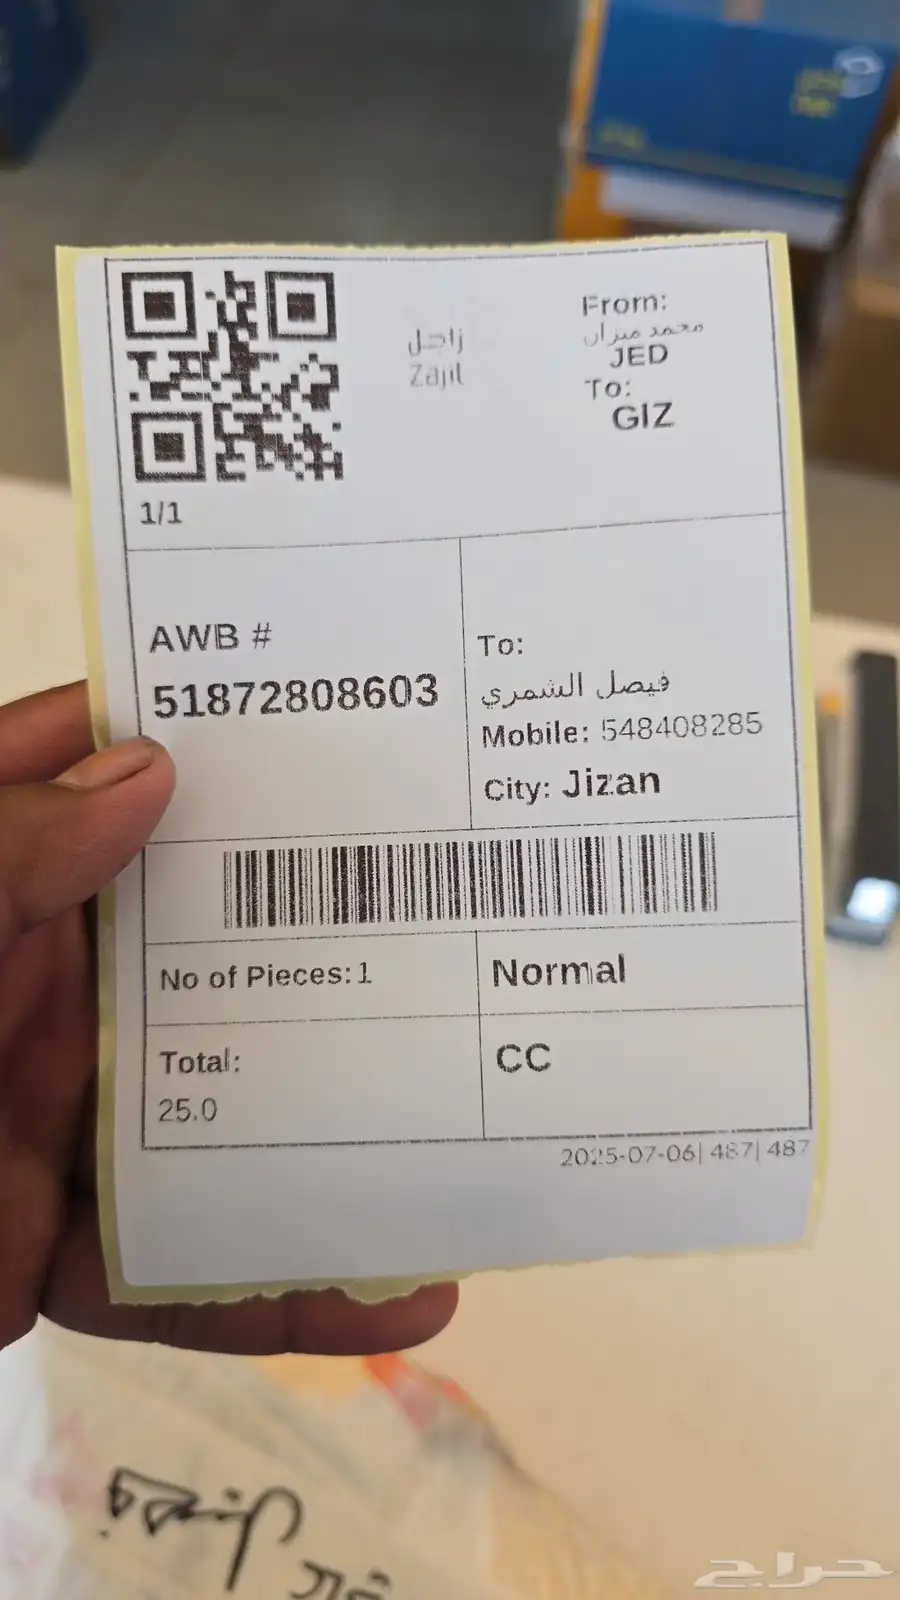 زاجل
Zajil
From:
محمد ميزان
JED
To:
GIZ
1/1
AWB #
51872808603
To:
فيصل الشمري
Mobile: 548408285
City: Jizan
No of Pieces:1
Normal
Total:
25.0
CC
2025-07-06| 487| 487
حراج